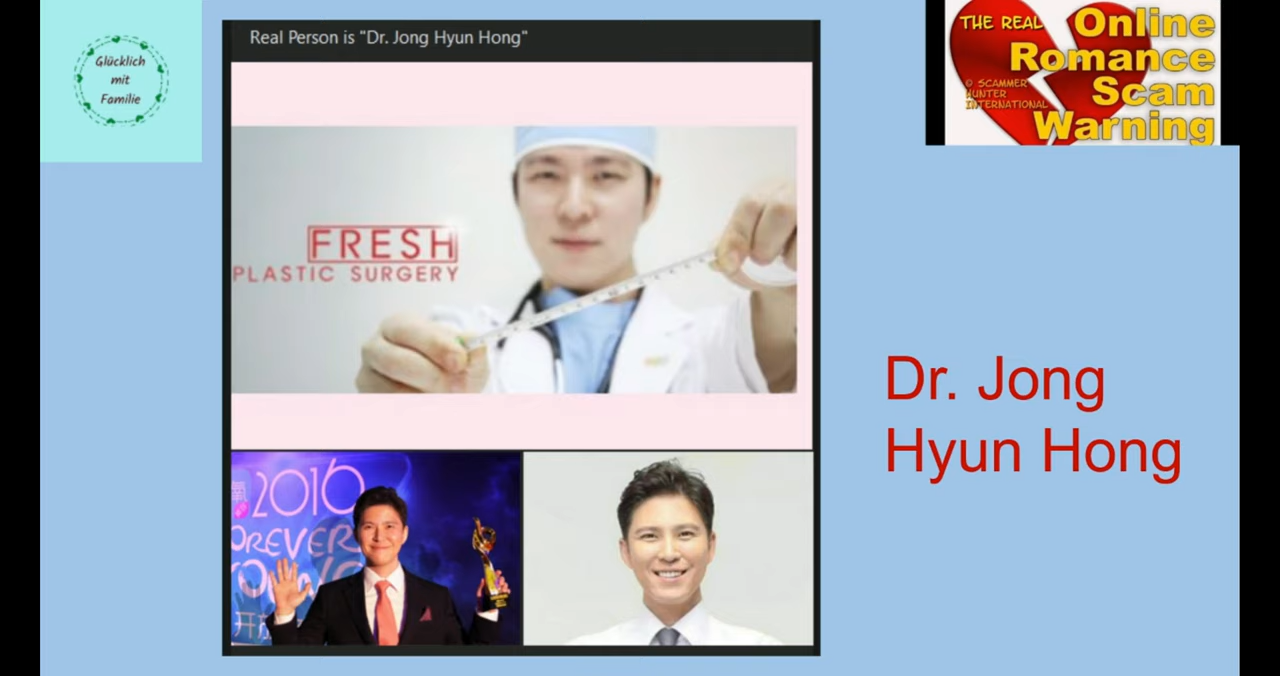 Glücklich
mit
Familie
Real Person is "Dr. Jong Hyun Hong"
THE REAL Online
Romance
© SCAMMER
HUNTER
INTERNATIONAL
Scam
Warning
FRESH
PLASTIC SURGERY
2016
OREVER
Dr. Jong
Hyun Hong